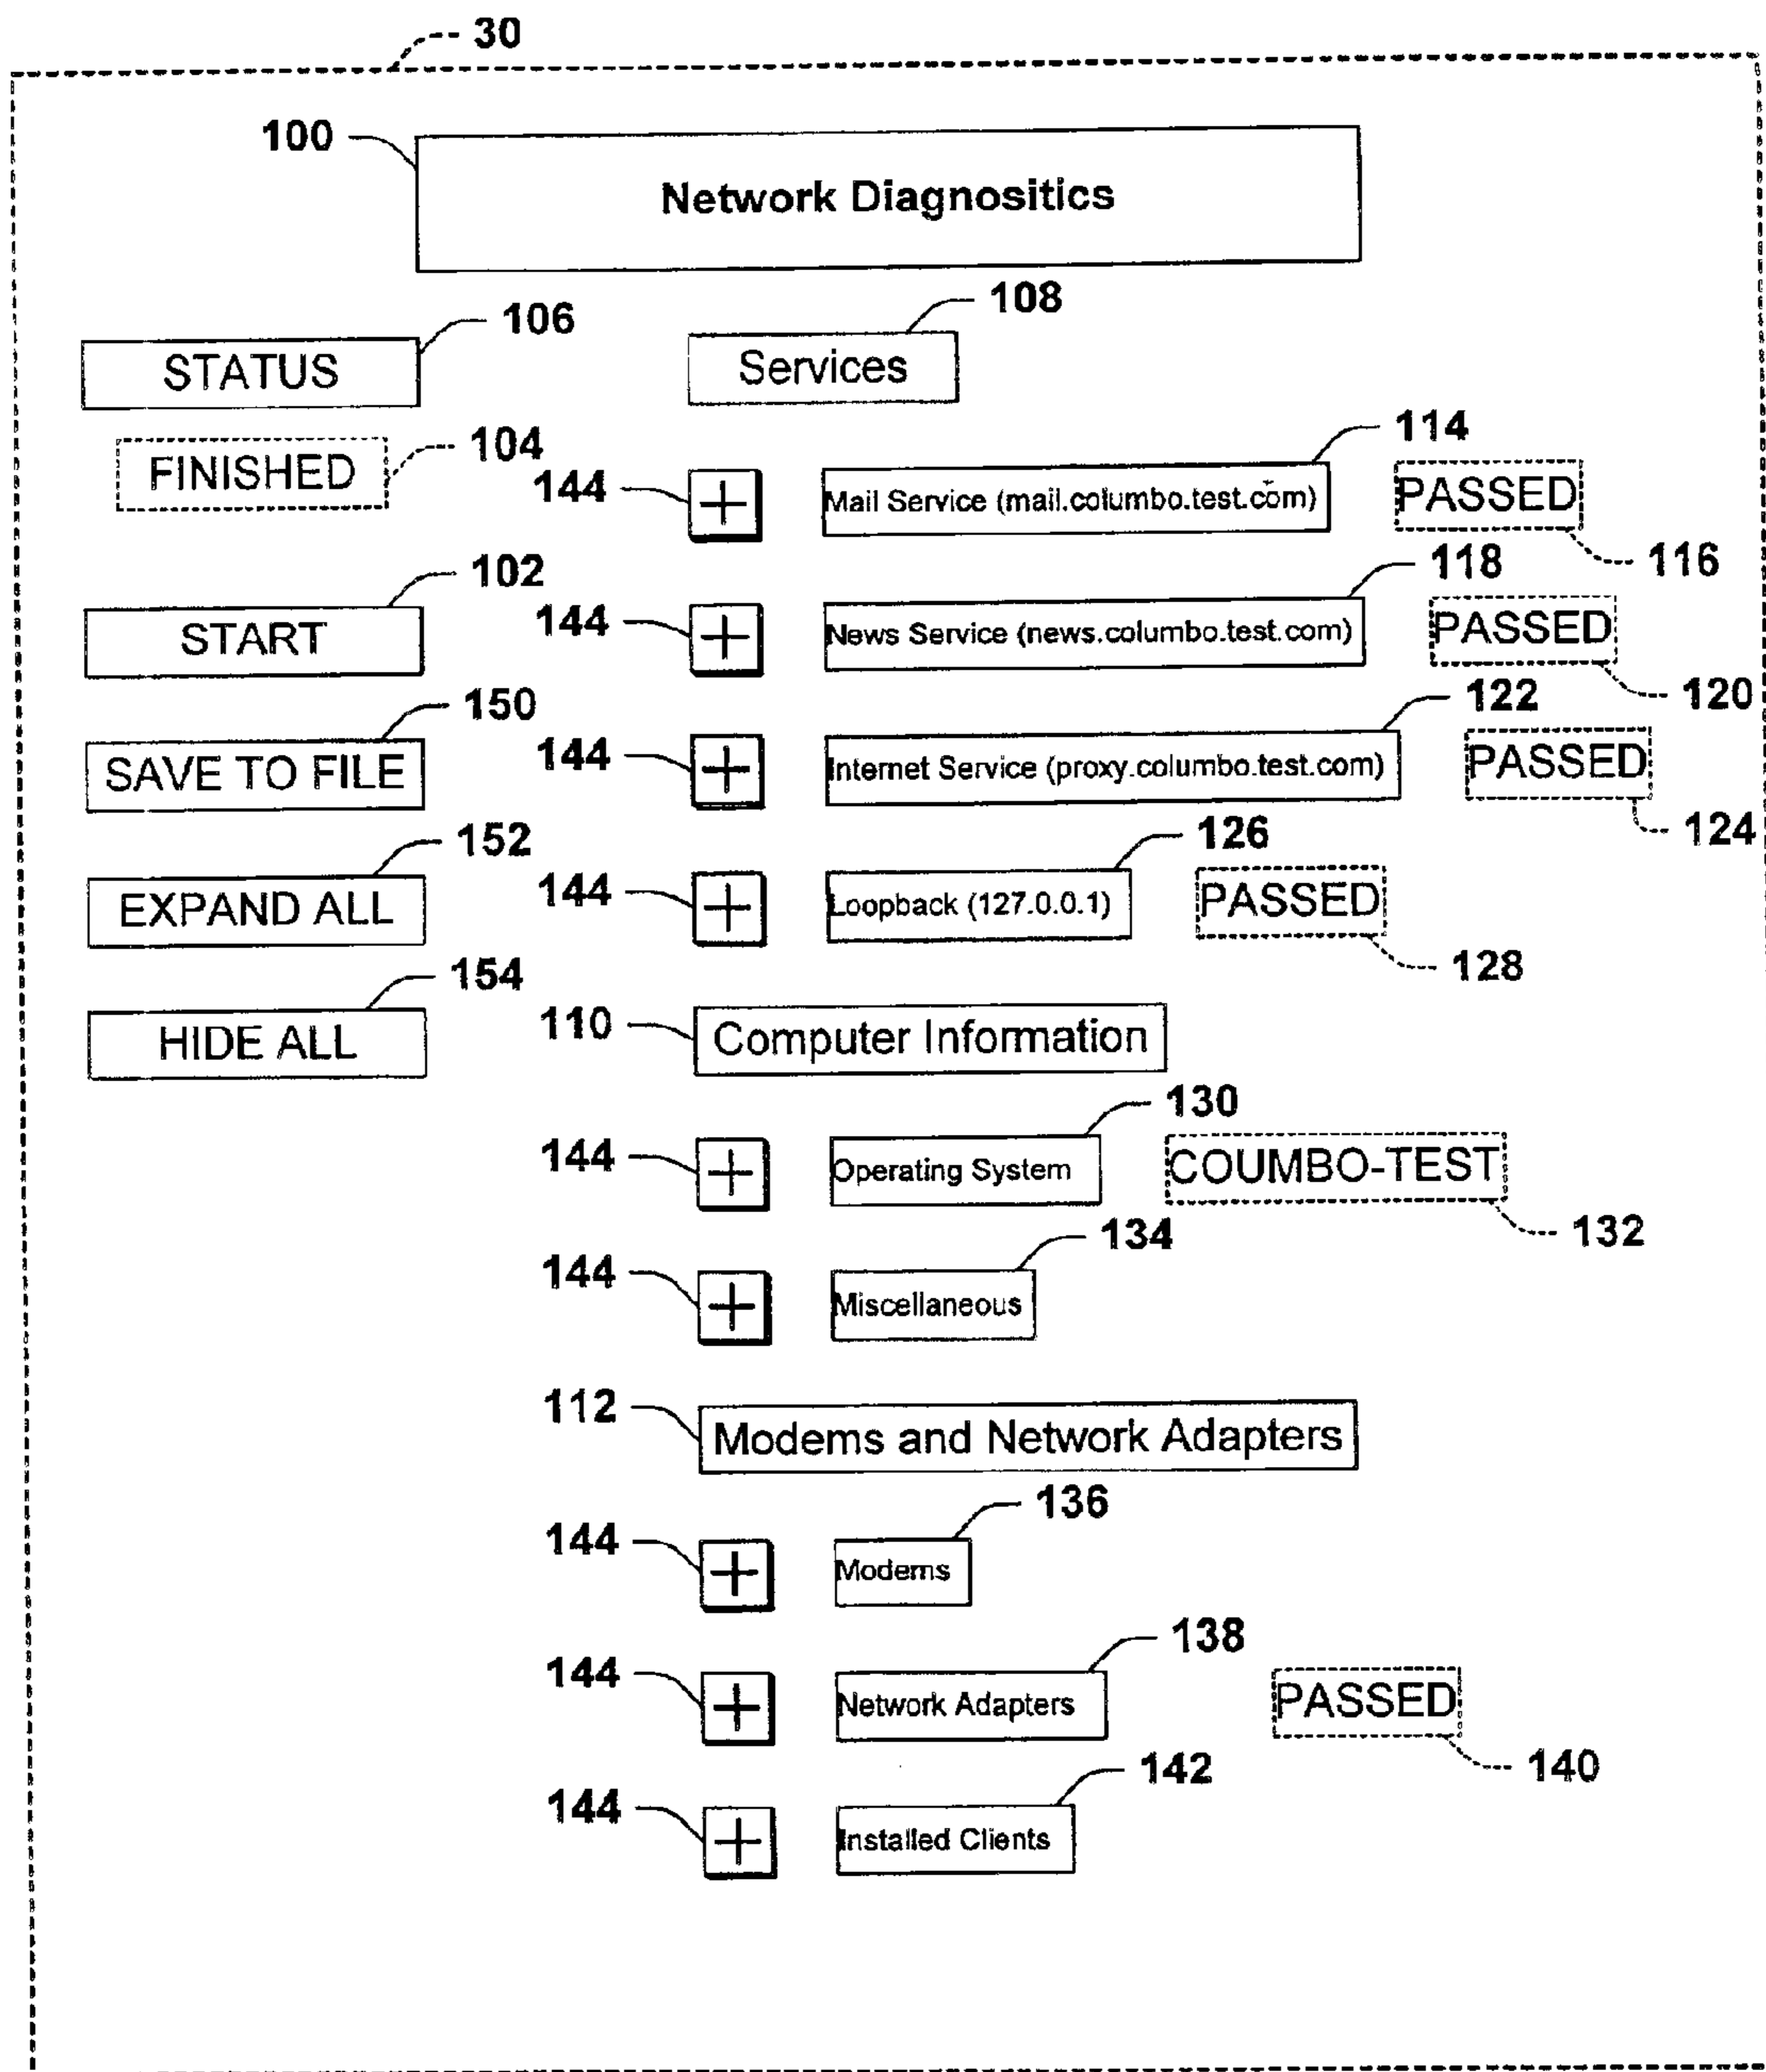 30
100
Network Diagnositics
106
108
STATUS
Services
FINISHED
104
144
114
Mail Service (mail.columbo.test.com)
PASSED
116
102
START
144
118
News Service (news.columbo.test.com)
PASSED
120
150
SAVE TO FILE
144
122
Internet Service (proxy.columbo.test.com)
PASSED
124
152
EXPAND ALL
144
126
Loopback (127.0.0.1)
PASSED
128
154
HIDE ALL
110
Computer Information
144
130
Operating System
COUMBO-TEST
132
144
134
Miscellaneous
112
Modems and Network Adapters
144
136
Modems
144
138
Network Adapters
PASSED
140
144
142
Installed Clients